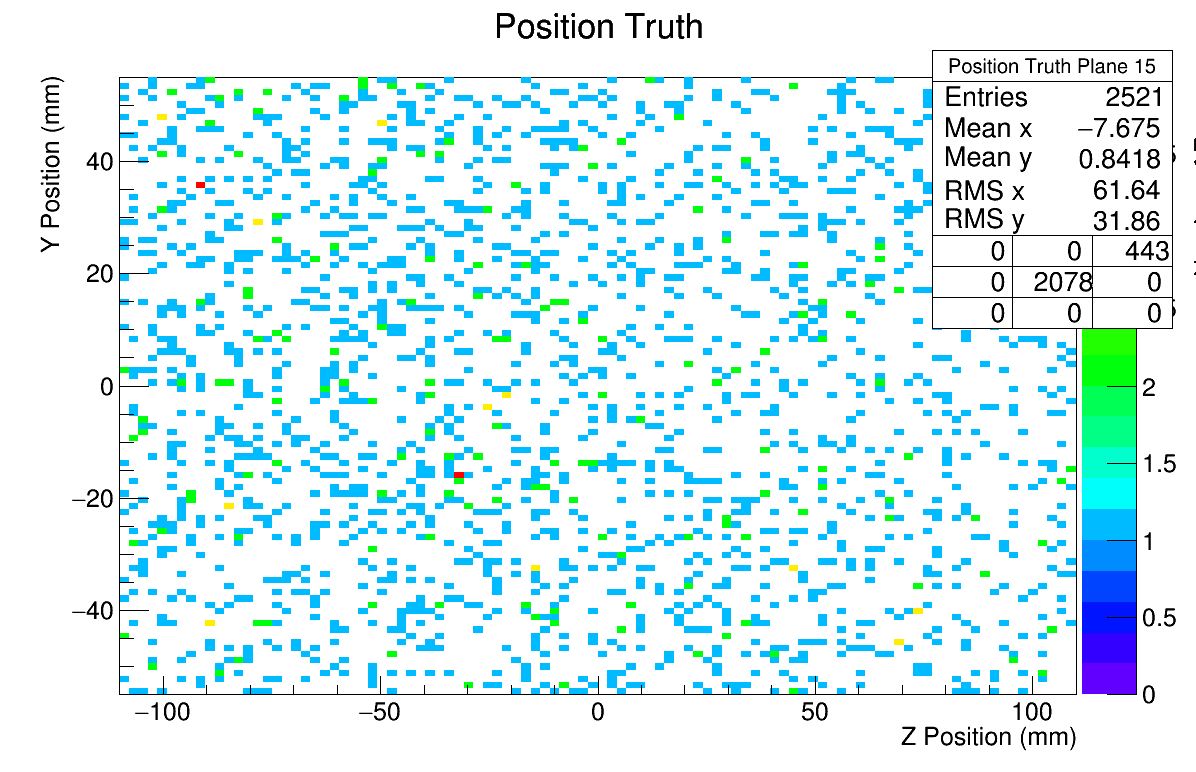 Position Truth
Position Truth Plane 15
Entries 2521
Mean x −7.675
Mean y 0.8418
RMS x 61.64
RMS y 31.86
0 0 443
0 2078 0
0 0 0
Y Position (mm)
40
20
0
−20
−40
−100 −50 0 50 100
Z Position (mm)
2
1.5
1
0.5
0